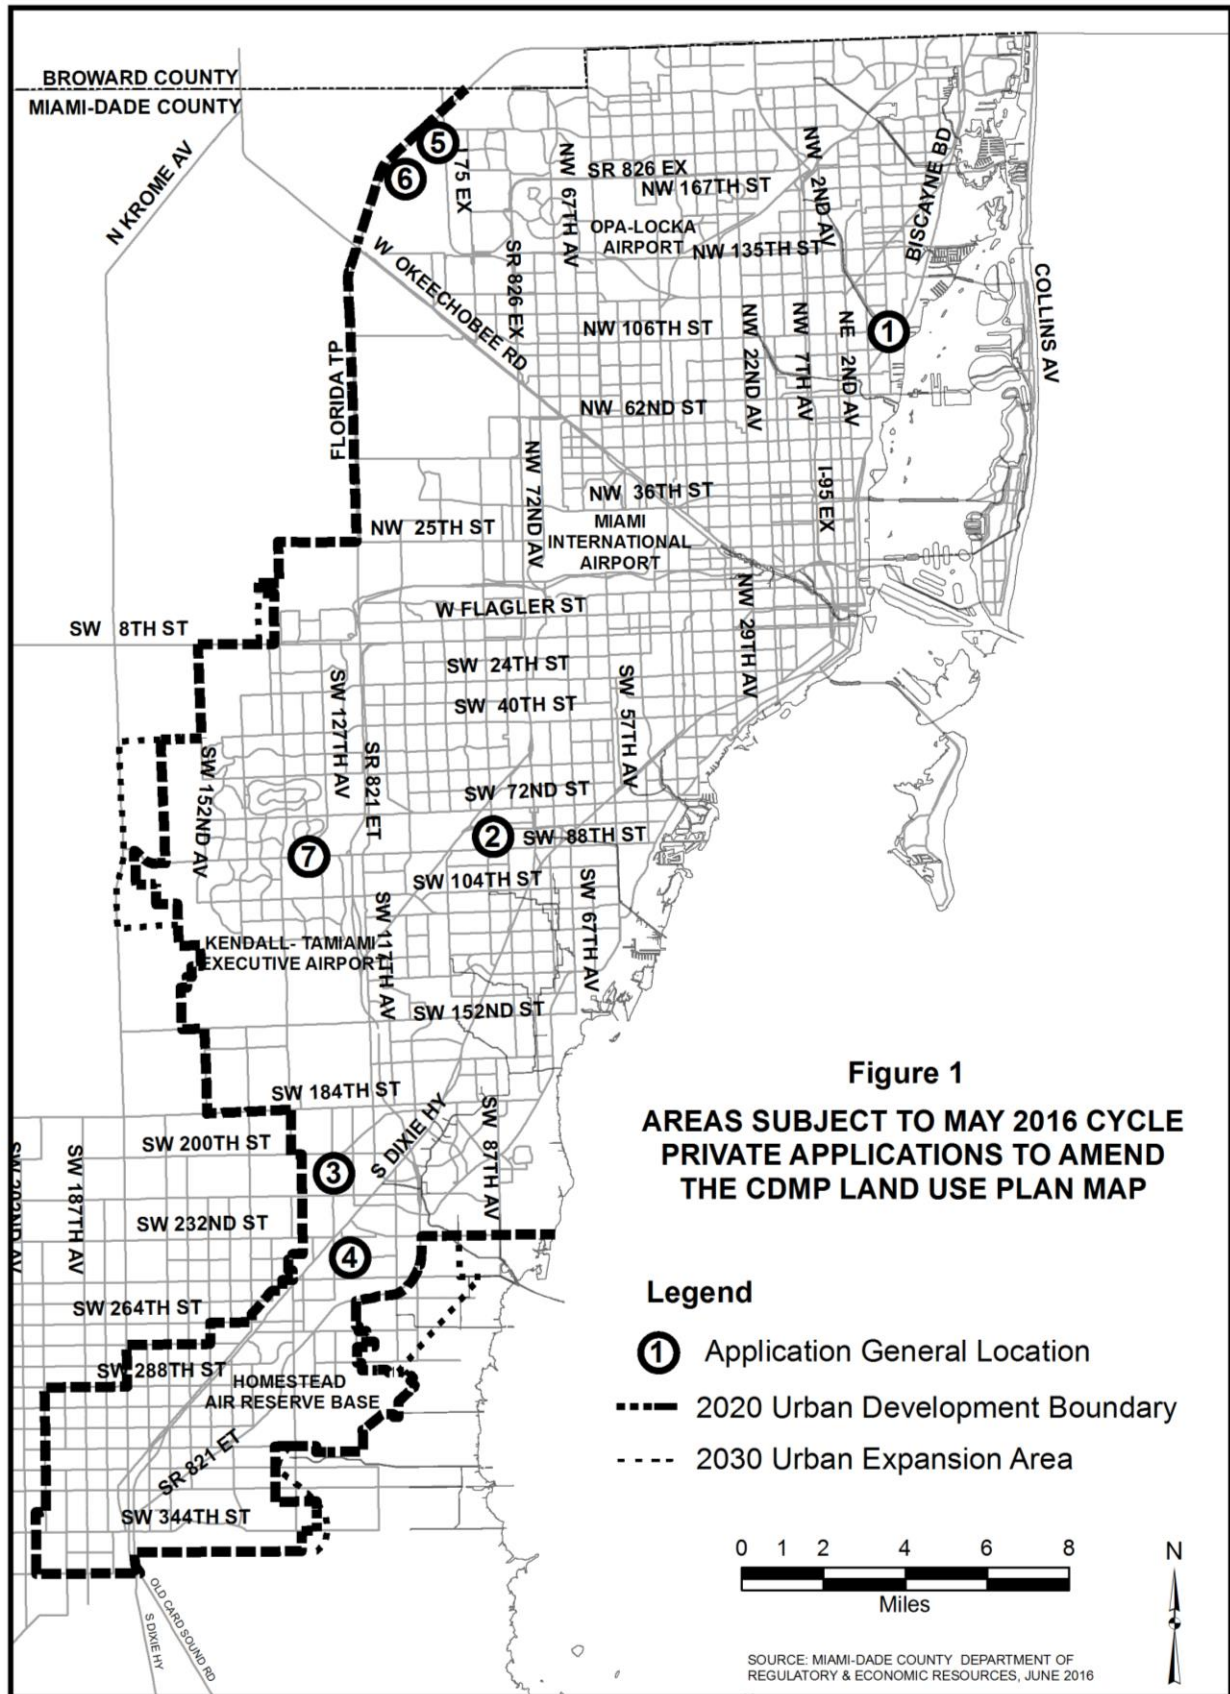 BROWARD COUNTY
MIAMI-DADE COUNTY
N KROME AV
5
6
I 75 EX
NW 67TH AV
SR 826 EX
NW 167TH ST
NW 2ND AV
BISCAYNE BD
OPA-LOCKA
AIRPORT
NW 135TH ST
W OKEECHOBEE RD
SR 826 EX
COLLINS AV
FLORIDA TP
NW 106TH ST
NW 22ND AV
NW 7TH AV
NE 2ND AV
1
NW 62ND ST
NW 72ND AV
NW 36TH ST
I-95 EX
NW 25TH ST
MIAMI
INTERNATIONAL
AIRPORT
W FLAGLER ST
NW 29TH AV
SW 8TH ST
SW 24TH ST
SW 127TH AV
SW 57TH AV
SW 40TH ST
SW 152ND AV
SR 821 ET
SW 72ND ST
2
SW 88TH ST
7
SW 104TH ST
SW 67TH AV
SW 117TH AV
KENDALL- TAMIAMI
EXECUTIVE AIRPORT
SW 152ND ST
SW 184TH ST
S DIXIE HY
SW 87TH AV
SW 200TH ST
3
SW 187TH AV
SW 232ND ST
4
SW 264TH ST
SW 288TH ST
HOMESTEAD
AIR RESERVE BASE
SR 821 ET
SW 344TH ST
OLD CARD SOUND RD
S DIXIE HY
Figure 1
AREAS SUBJECT TO MAY 2016 CYCLE
PRIVATE APPLICATIONS TO AMEND
THE CDMP LAND USE PLAN MAP
Legend
1 Application General Location
2020 Urban Development Boundary
2030 Urban Expansion Area
0 1 2 4 6 8
Miles
N
SOURCE: MIAMI-DADE COUNTY DEPARTMENT OF
REGULATORY & ECONOMIC RESOURCES, JUNE 2016